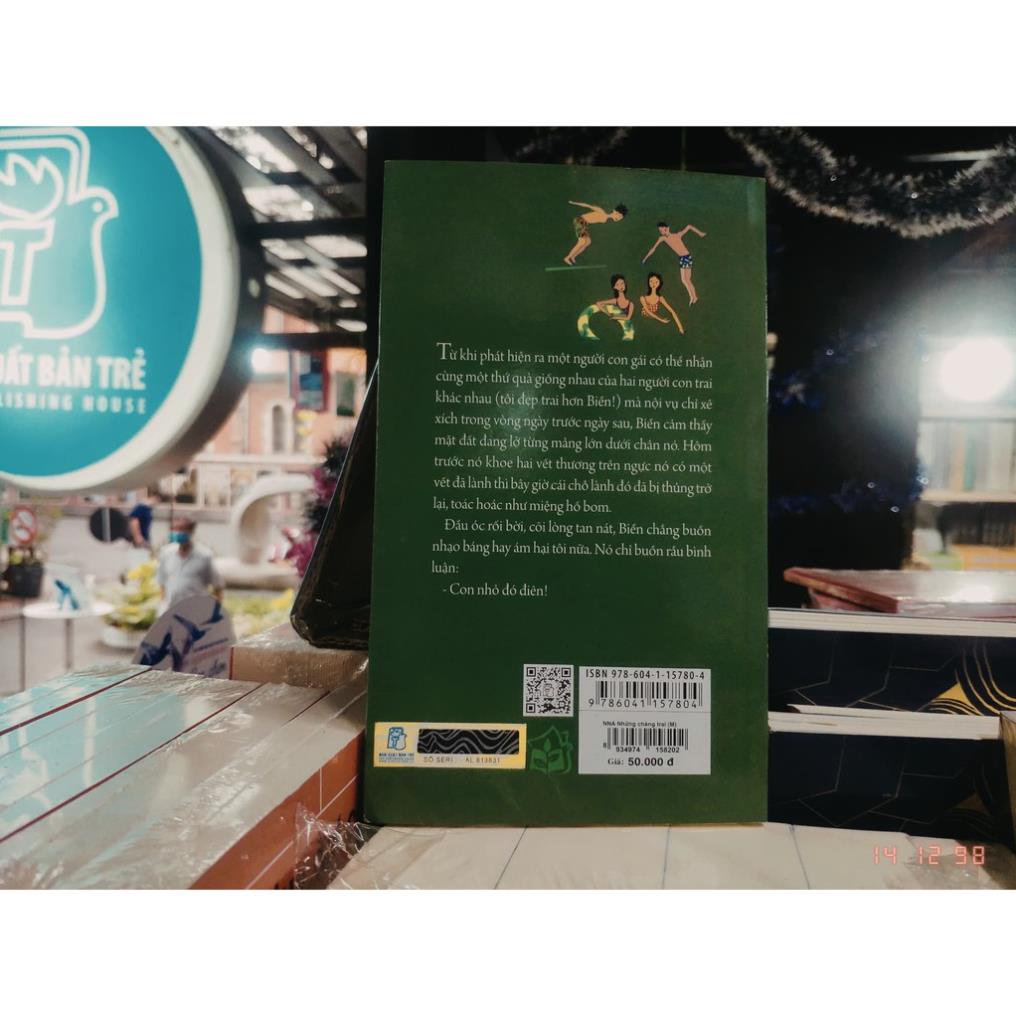 T
UẤT BẢN TRẺ
BLISHING HOUSE
Từ khi phát hiện ra một người con gái có thể nhận
cùng một thứ quà giống nhau của hai người con trai
khác nhau (tôi đẹp trai hơn Biền!) mà nội vụ chỉ xê
xích trong vòng ngày trước ngày sau, Biền cảm thấy
mặt đất đang lở từng mảng lớn dưới chân nó. Hôm
trước nó khoe hai vết thương trên ngực nó có một
vết đã lành thì bây giờ cái chỗ lành đó đã bị thủng trở
lại, toác hoác như miệng hố bom.
Đầu óc rối bời, cõi lòng tan nát, Biền chẳng buồn
nhạo báng hay ám hại tôi nữa. Nó chỉ buồn rầu bình
luận:
- Con nhỏ đó điên!
ISBN 978-604-1-15780-4
9 786041 157804
NNA Những chàng trai (M)
8 934974 158202
Giá: 50.000 đ
NHÀ XUẤT BẢN TRẺ
SỐ SERI : AL 813831
14 12 98